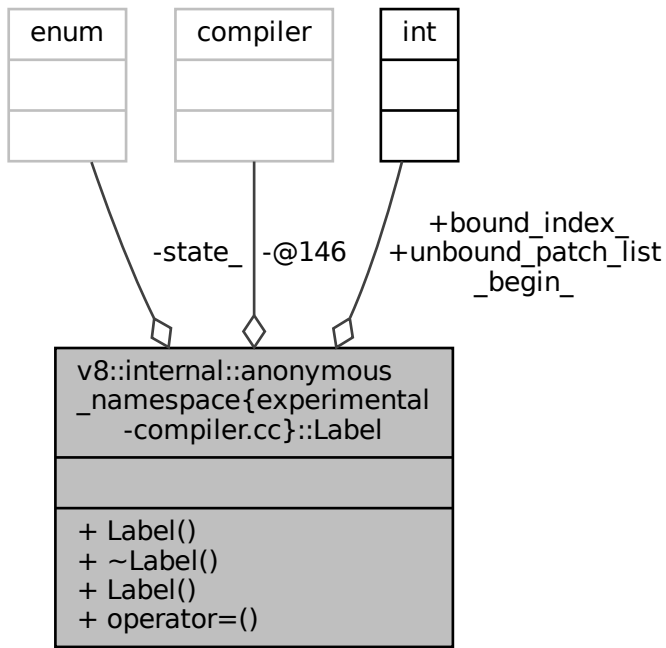 enum
compiler
int
-state_
-@146
+bound_index_
+unbound_patch_list
_begin_
v8::internal::anonymous
_namespace{experimental
-compiler.cc}::Label
+ Label()
+ ~Label()
+ Label()
+ operator=()